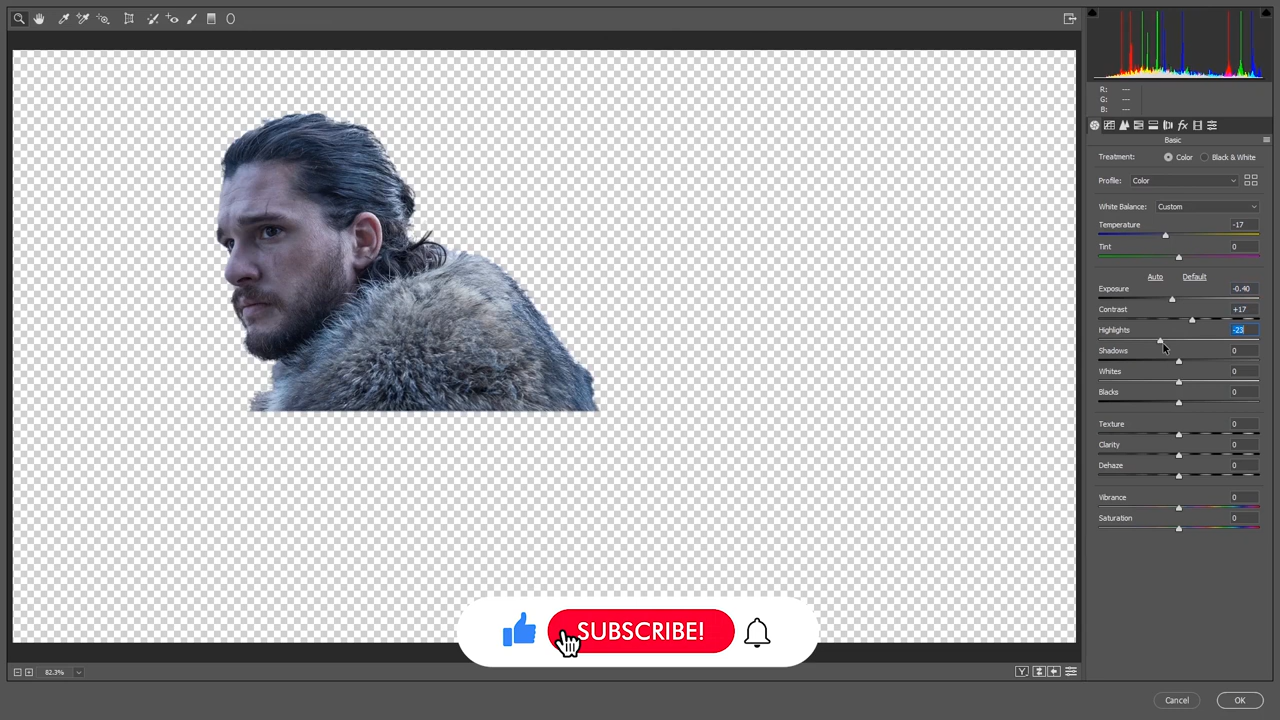 R: ---
G: ---
B: ---
Basic
Treatment: Color Black & White
Profile: Color
White Balance: Custom
Temperature -17
Tint 0
Auto Default
Exposure -0.40
Contrast +17
Highlights -23
Shadows 0
Whites 0
Blacks 0
Texture 0
Clarity 0
Dehaze 0
Vibrance 0
Saturation 0
SUBSCRIBE!
82.3%
Y
Cancel OK